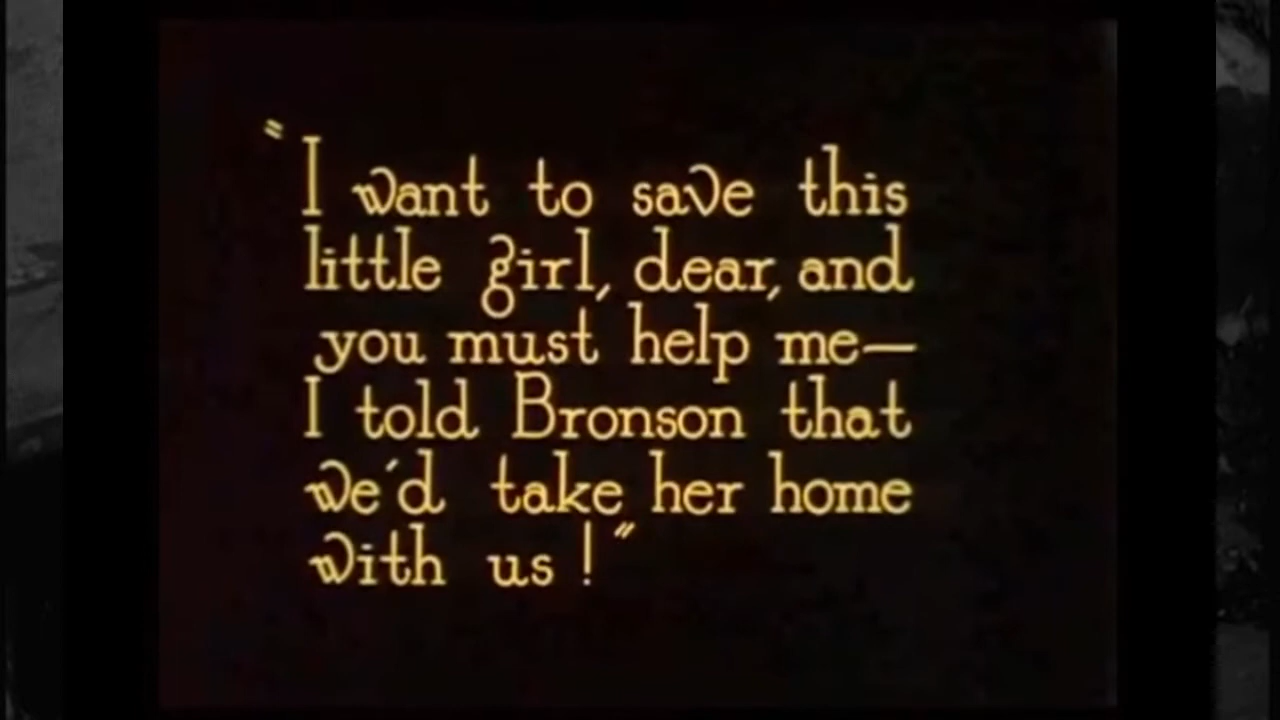 "I want to save this
little girl, dear, and
you must help me—
I told Bronson that
we'd take her home
with us!"